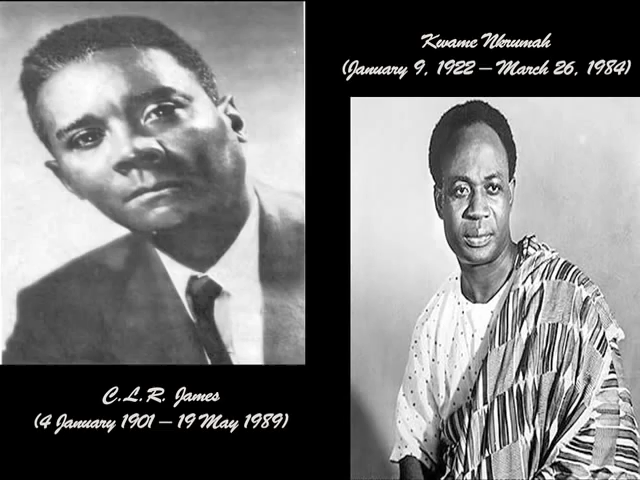 Kwame Nkrumah
(January 9, 1922 – March 26, 1984)
C.L.R. James
(4 January 1901 – 19 May 1989)